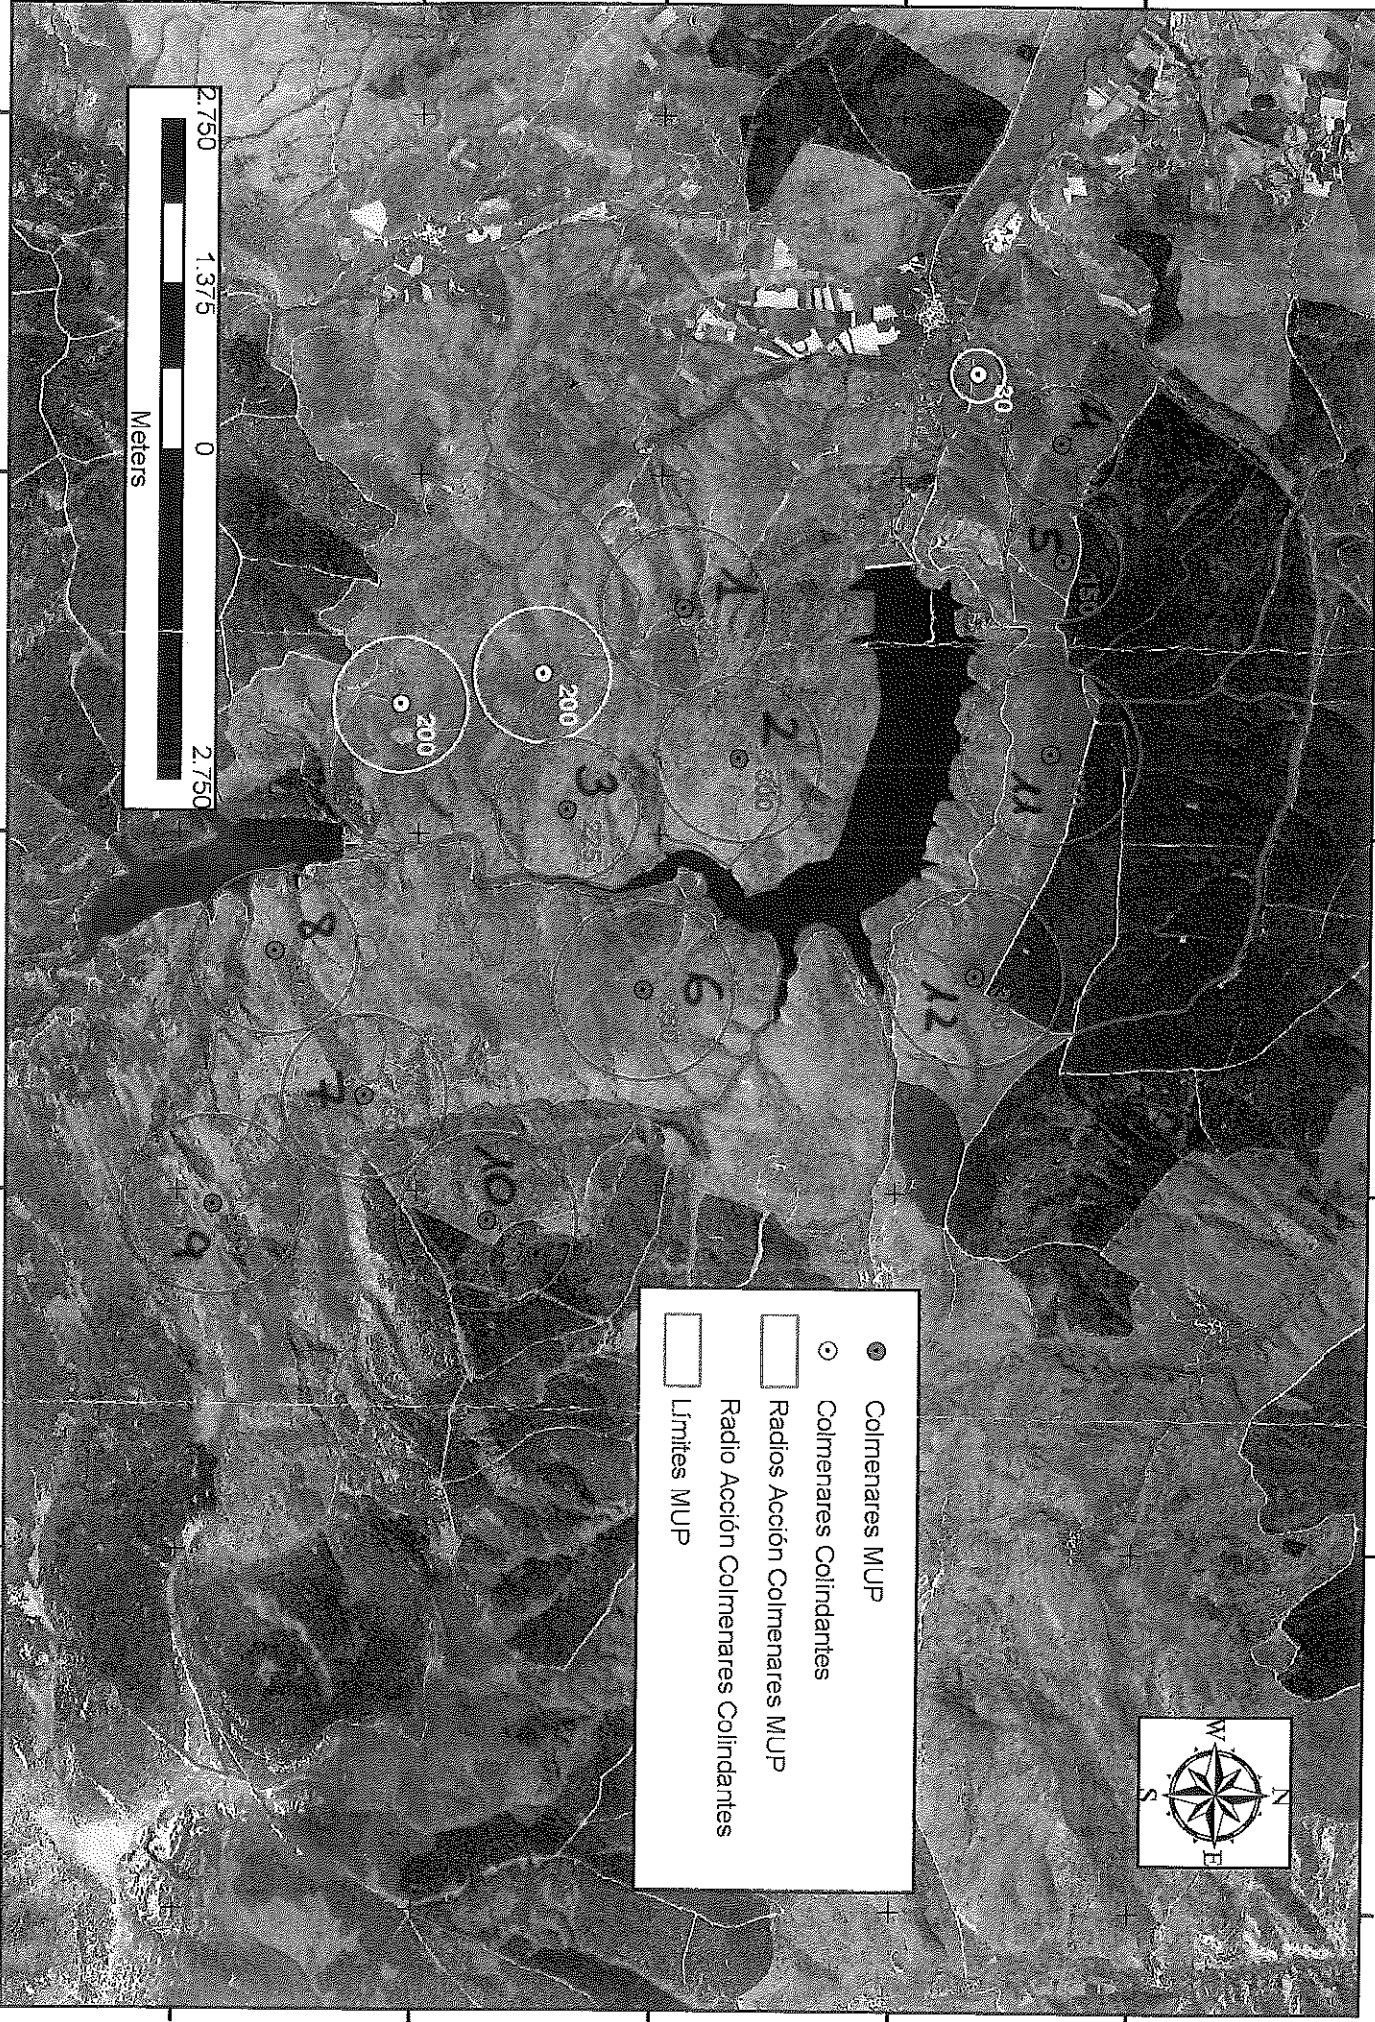 Colmenares MUP
Colmenares Colindantes
Radios Acción Colmenares MUP
Radio Acción Colmenares Colindantes
Límites MUP
N
W
E
S
4
30
5
150
11
12
1
2
3
200
200
6
8
7
10
9
2.750
1.375
0
2.750
Meters